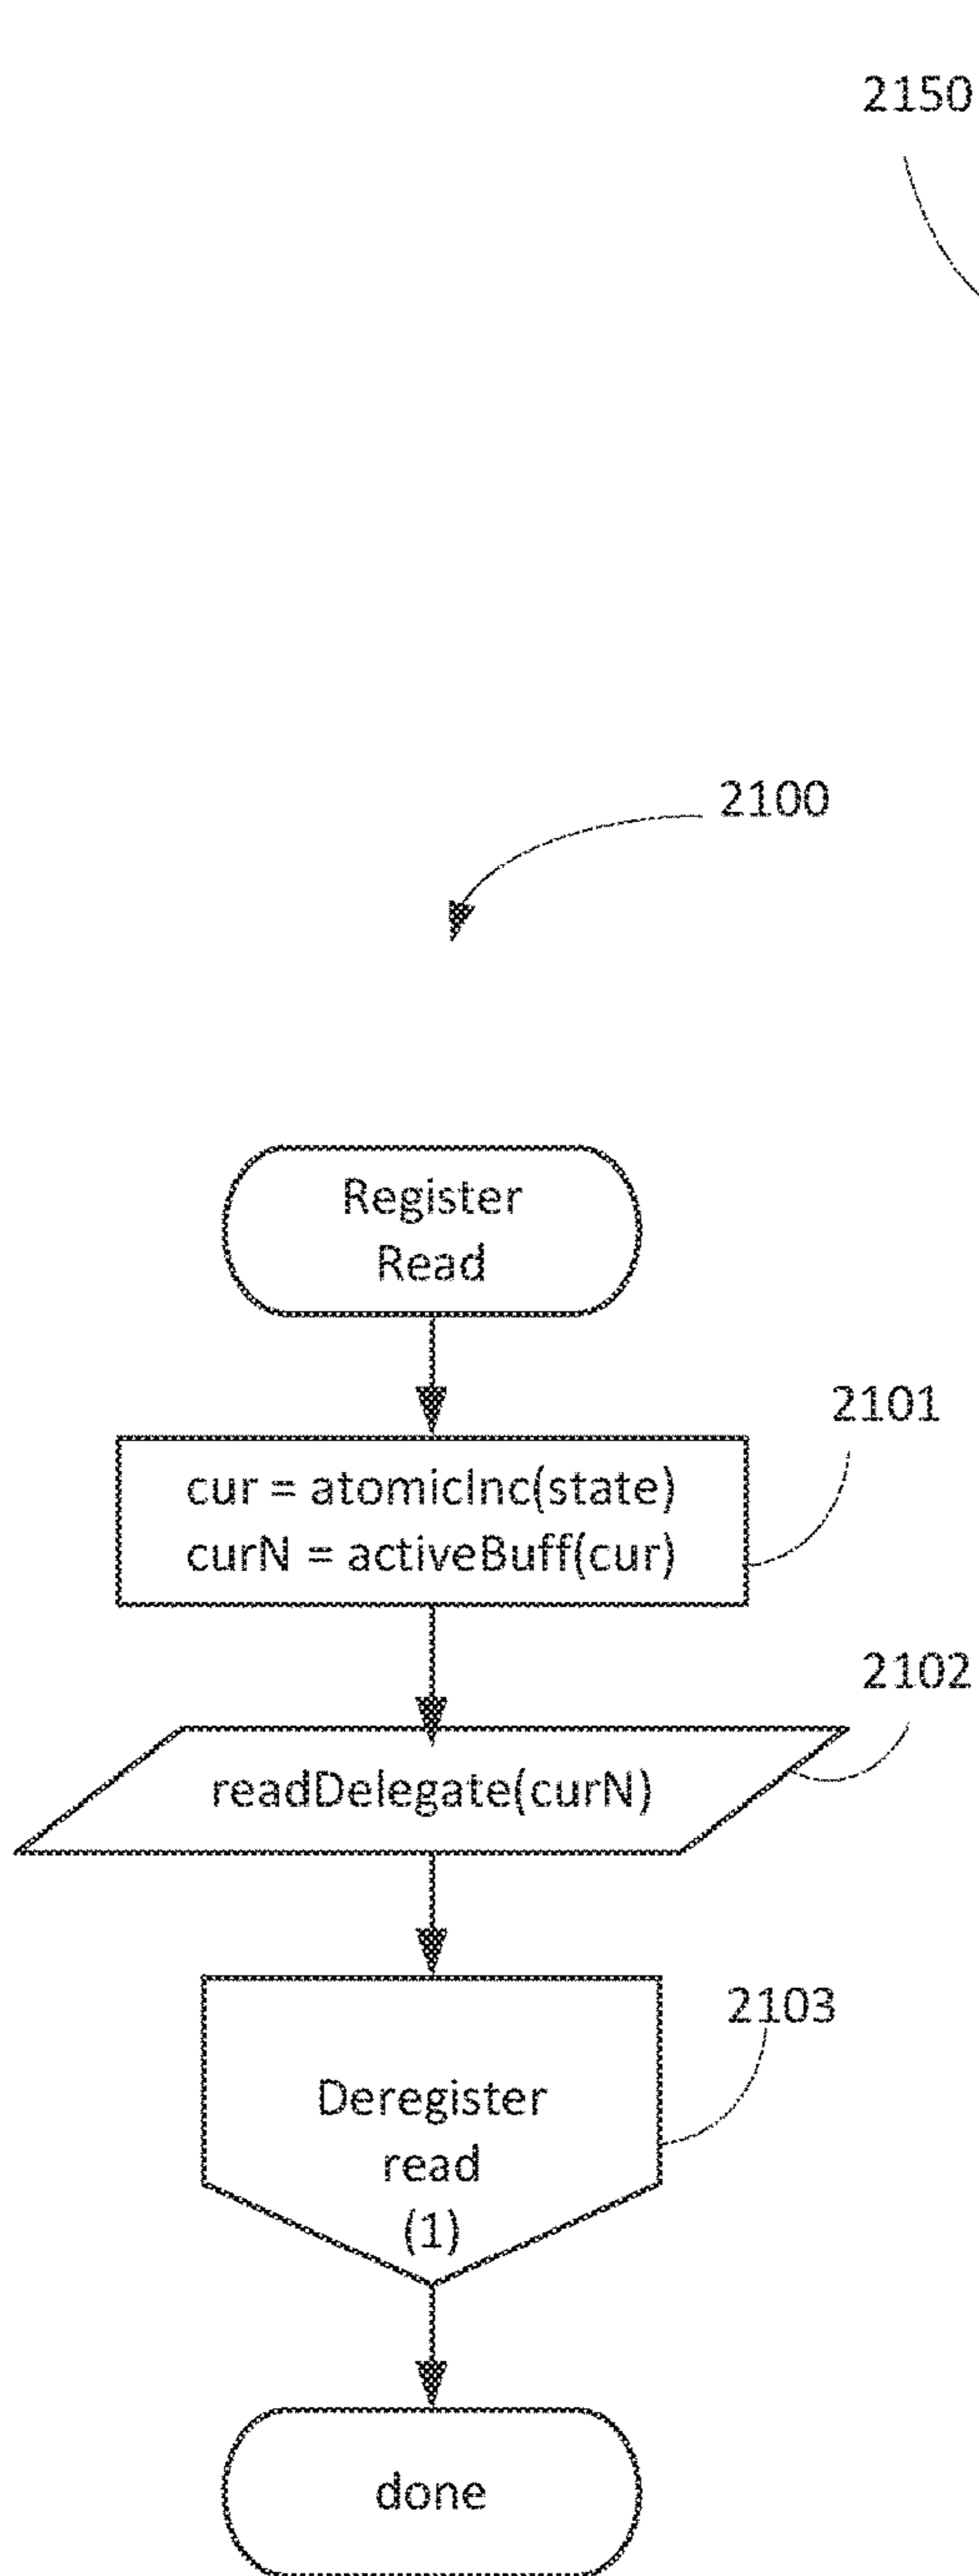 2150
2100
Register
Read
2101
cur = atomicInc(state)
curN = activeBuff(cur)
2102
readDelegate(curN)
2103
Deregister
read
(1)
done